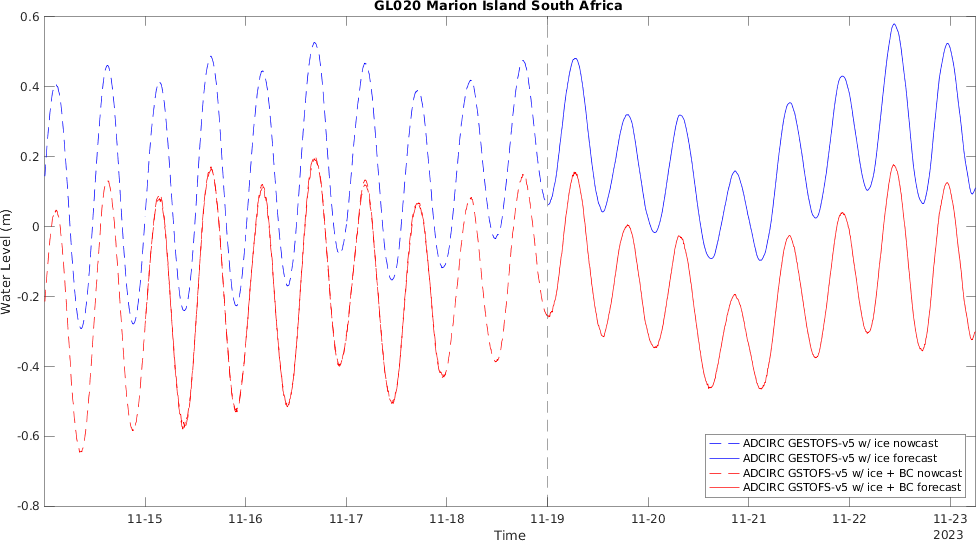 GL020 Marion Island South Africa
0.6
0.4
0.2
0
-0.2
-0.4
-0.6
-0.8
Water Level (m)
11-15
11-16
11-17
11-18
11-19
11-20
11-21
11-22
11-23
2023
Time
ADCIRC GESTOFS-v5 w/ ice nowcast
ADCIRC GESTOFS-v5 w/ ice forecast
ADCIRC GSTOFS-v5 w/ ice + BC nowcast
ADCIRC GSTOFS-v5 w/ ice + BC forecast